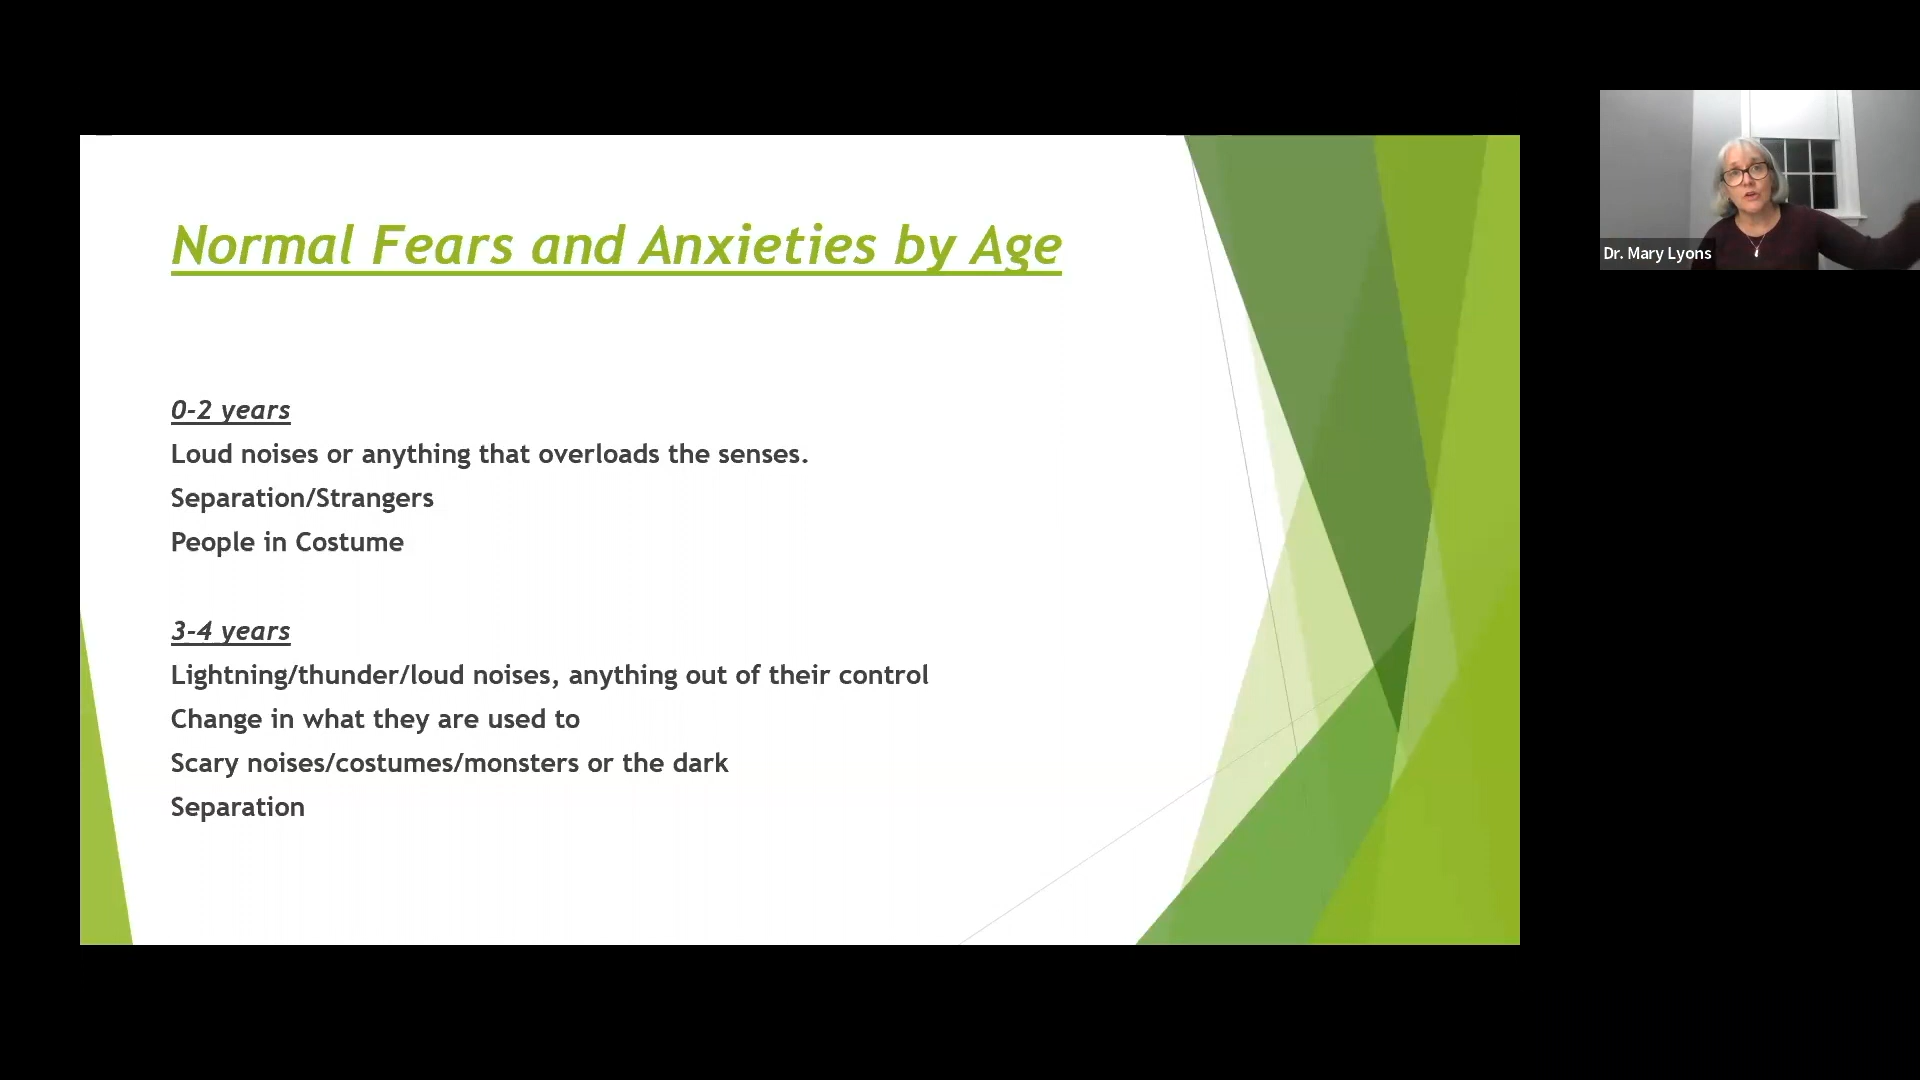 Normal Fears and Anxieties by Age
0-2 years
Loud noises or anything that overloads the senses.
Separation/Strangers
People in Costume
3-4 years
Lightning/thunder/loud noises, anything out of their control
Change in what they are used to
Scary noises/costumes/monsters or the dark
Separation
Dr. Mary Lyons